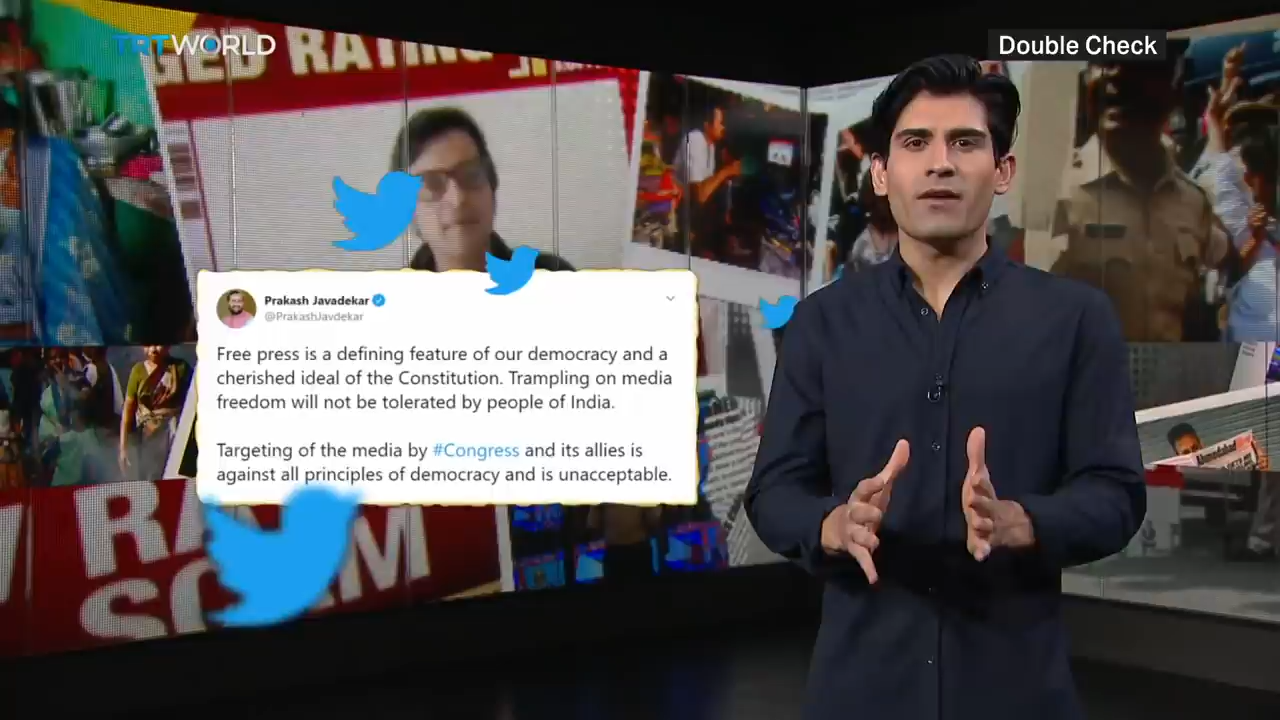 TRT WORLD
Double Check
GED RATING
Prakash Javadekar
@PrakashJavdekar
Free press is a defining feature of our democracy and a
cherished ideal of the Constitution. Trampling on media
freedom will not be tolerated by people of India.
Targeting of the media by #Congress and its allies is
against all principles of democracy and is unacceptable.